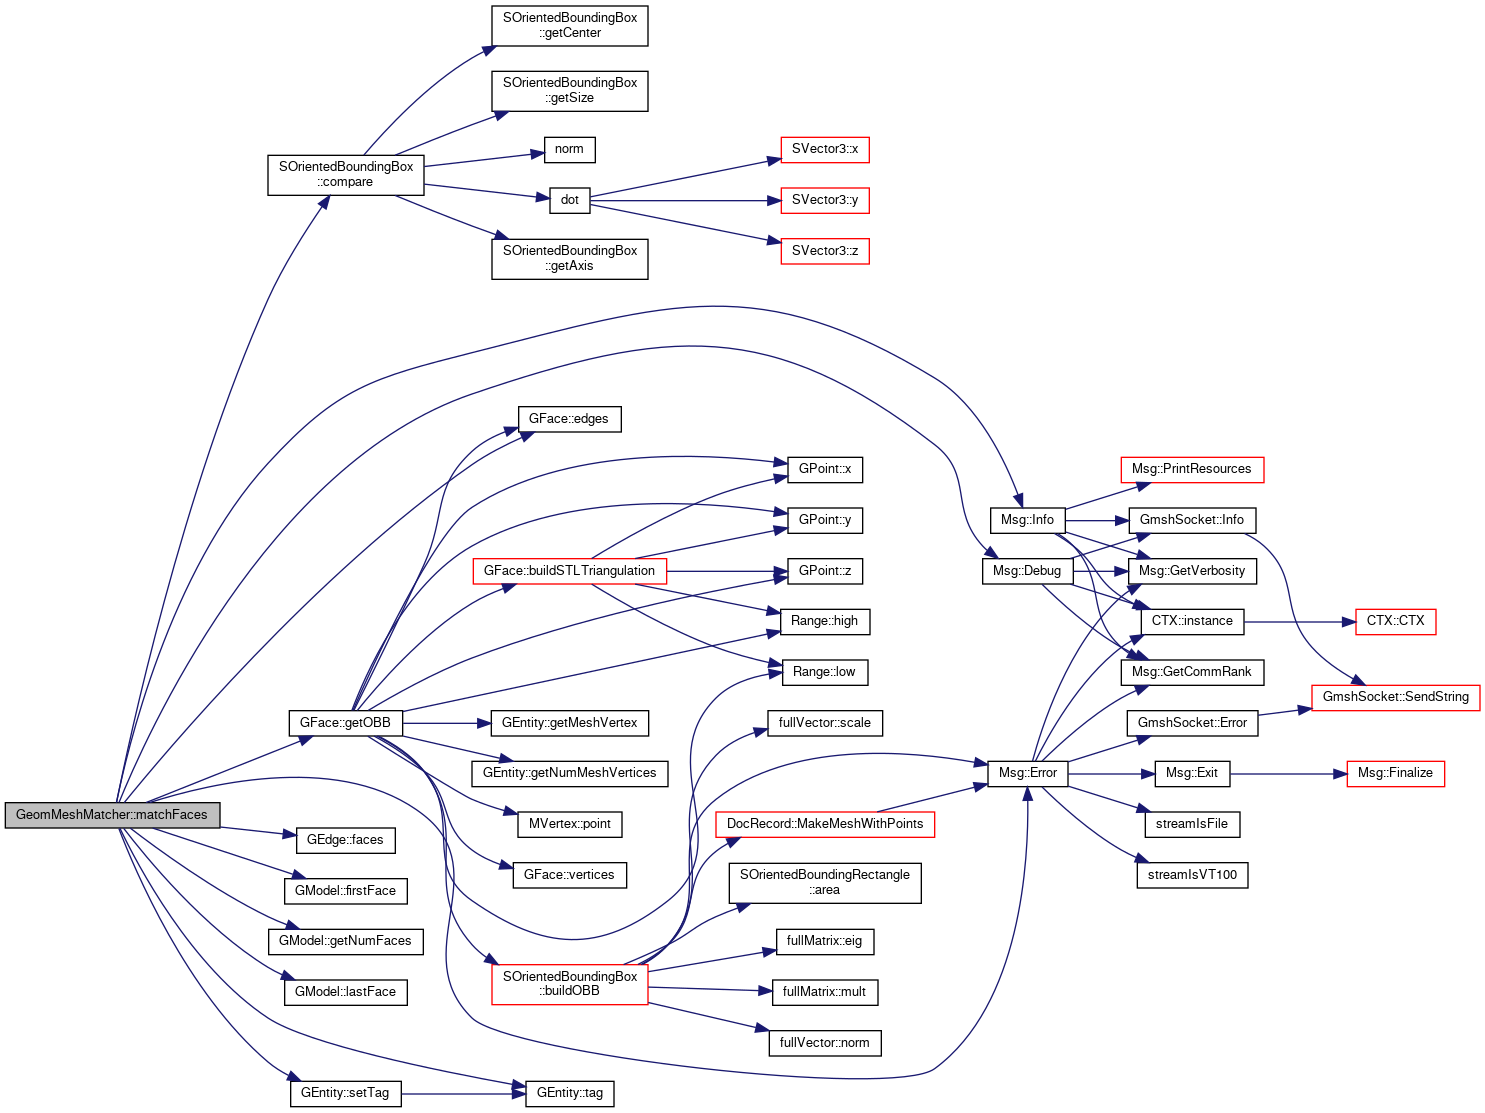 SOrientedBoundingBox
::getCenter
SOrientedBoundingBox
::getSize
norm
SVector3::x
SOrientedBoundingBox
::compare
dot
SVector3::y
SOrientedBoundingBox
::getAxis
SVector3::z
GFace::edges
GPoint::x
Msg::PrintResources
GPoint::y
Msg::Info
GmshSocket::Info
GFace::buildSTLTriangulation
GPoint::z
Msg::Debug
Msg::GetVerbosity
Range::high
CTX::instance
CTX::CTX
Range::low
Msg::GetCommRank
GmshSocket::SendString
GFace::getOBB
GEntity::getMeshVertex
fullVector::scale
GmshSocket::Error
GEntity::getNumMeshVertices
Msg::Error
Msg::Exit
Msg::Finalize
GeomMeshMatcher::matchFaces
MVertex::point
DocRecord::MakeMeshWithPoints
streamIsFile
GEdge::faces
GFace::vertices
SOrientedBoundingRectangle
::area
streamIsVT100
GModel::firstFace
GModel::getNumFaces
fullMatrix::eig
GModel::lastFace
SOrientedBoundingBox
::buildOBB
fullMatrix::mult
fullVector::norm
GEntity::setTag
GEntity::tag